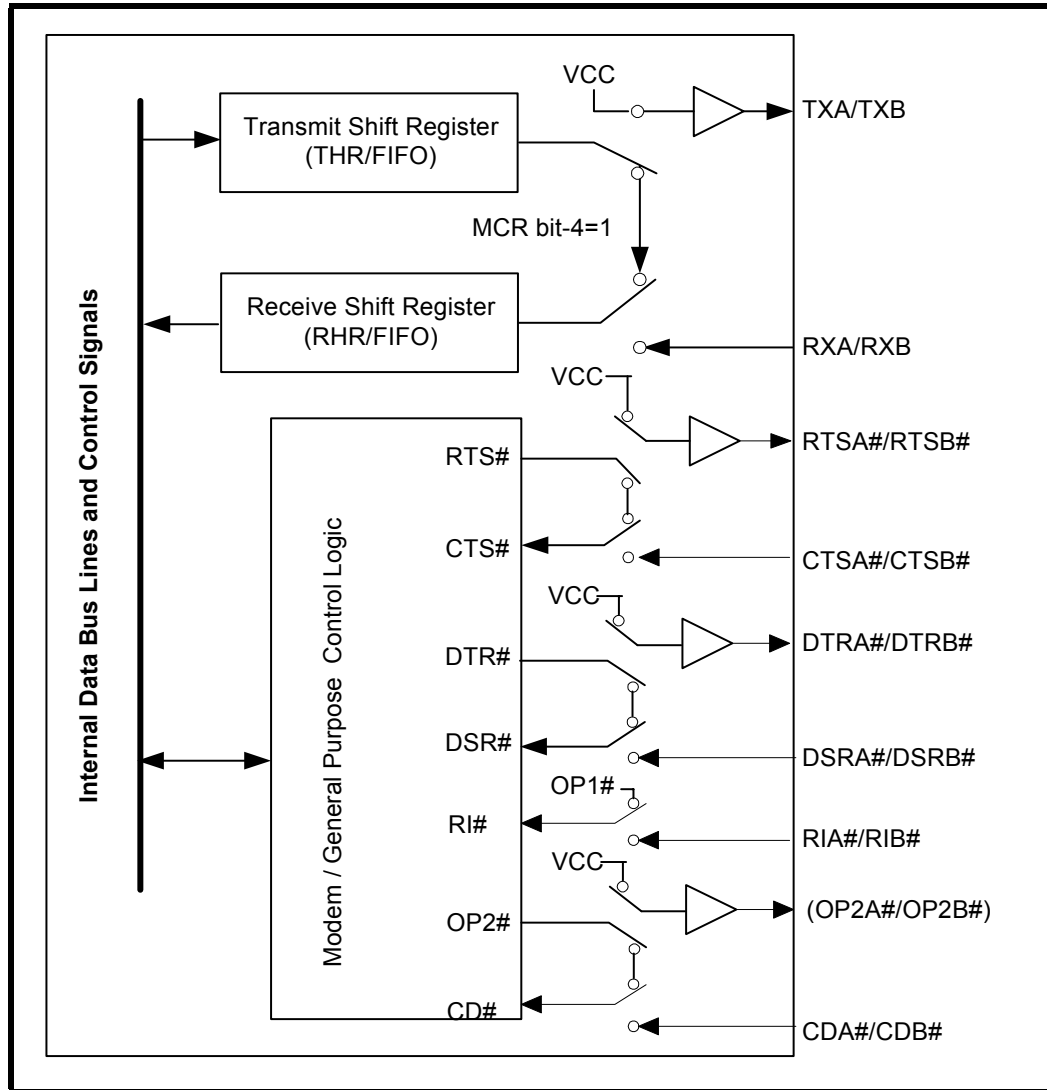 VCC
TXA/TXB
Transmit Shift Register
(THR/FIFO)
MCR bit-4=1
Receive Shift Register
(RHR/FIFO)
RXA/RXB
VCC
RTSA#/RTSB#
RTS#
CTS#
CTSA#/CTSB#
VCC
DTRA#/DTRB#
DTR#
DSR#
DSRA#/DSRB#
OP1#
RI#
RIA#/RIB#
VCC
(OP2A#/OP2B#)
OP2#
CD#
CDA#/CDB#
Internal Data Bus Lines and Control Signals
Modem / General Purpose Control Logic